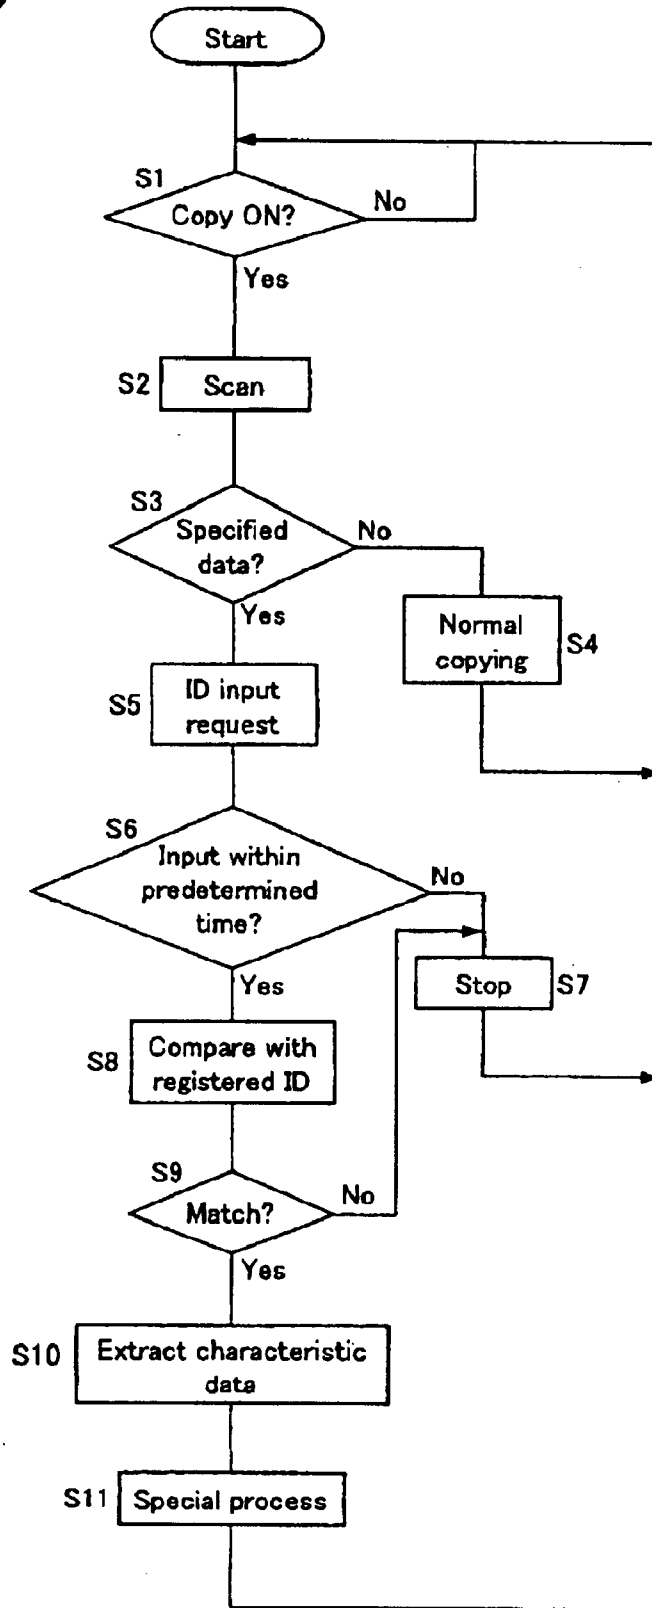 Start
S1
Copy ON?
No
Yes
S2
Scan
S3
Specified
data?
No
Yes
Normal
copying
S4
S5
ID input
request
S6
Input within
predetermined
time?
No
Yes
Stop
S7
S8
Compare with
registered ID
S9
Match?
No
Yes
S10
Extract characteristic
data
S11
Special process